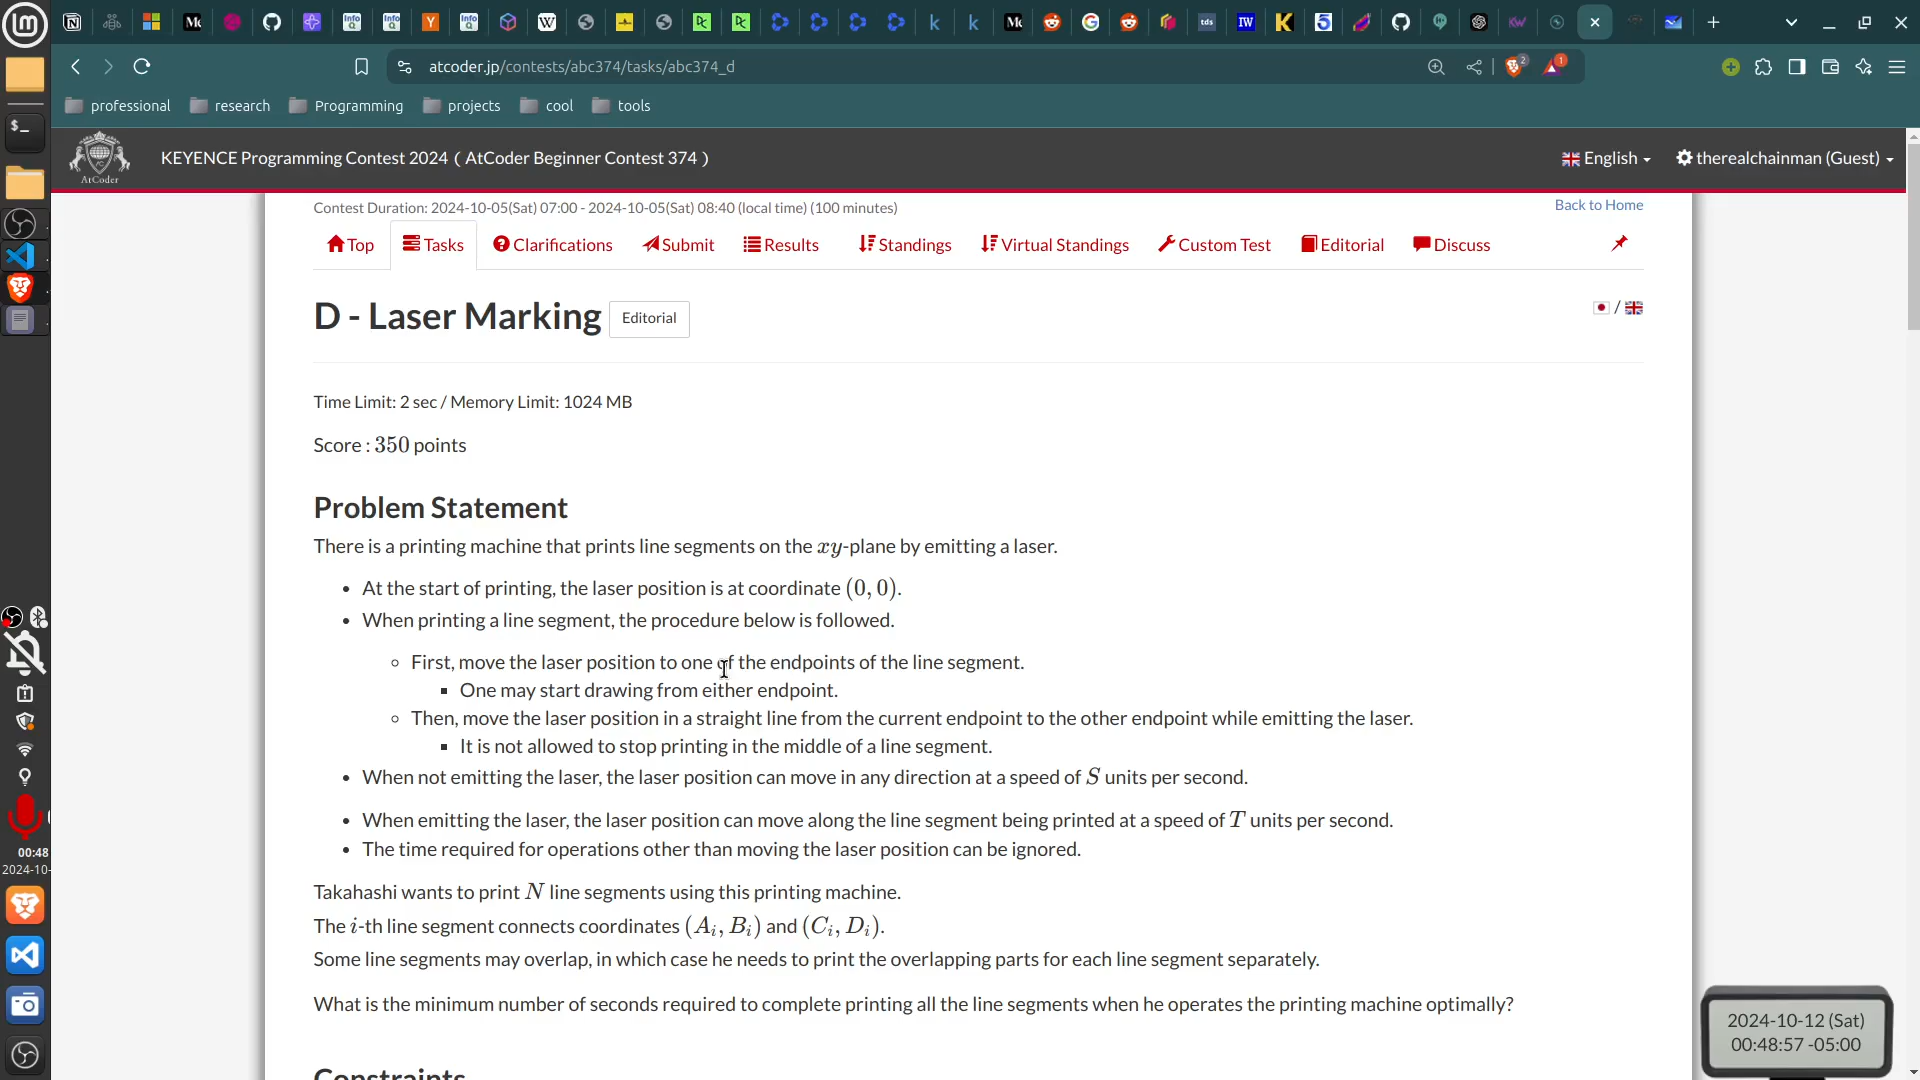 atcoder.jp/contests/abc374/tasks/abc374_d
2
1
professional
research
Programming
projects
cool
tools
AtCoder
KEYENCE Programming Contest 2024 ( AtCoder Beginner Contest 374 )
English
therealchainman (Guest)
Contest Duration: 2024-10-05(Sat) 07:00 - 2024-10-05(Sat) 08:40 (local time) (100 minutes)
Back to Home
Top
Tasks
Clarifications
Submit
Results
Standings
Virtual Standings
Custom Test
Editorial
Discuss
D - Laser Marking
Editorial
/
Time Limit: 2 sec / Memory Limit: 1024 MB
Score : 350 points
Problem Statement
There is a printing machine that prints line segments on the xy-plane by emitting a laser.
• At the start of printing, the laser position is at coordinate (0, 0).
• When printing a line segment, the procedure below is followed.
◦ First, move the laser position to one of the endpoints of the line segment.
▪ One may start drawing from either endpoint.
◦ Then, move the laser position in a straight line from the current endpoint to the other endpoint while emitting the laser.
▪ It is not allowed to stop printing in the middle of a line segment.
• When not emitting the laser, the laser position can move in any direction at a speed of S units per second.
• When emitting the laser, the laser position can move along the line segment being printed at a speed of T units per second.
• The time required for operations other than moving the laser position can be ignored.
Takahashi wants to print N line segments using this printing machine.
The i-th line segment connects coordinates (A_i, B_i) and (C_i, D_i).
Some line segments may overlap, in which case he needs to print the overlapping parts for each line segment separately.
What is the minimum number of seconds required to complete printing all the line segments when he operates the printing machine optimally?
Constraints
00:48
2024-10-
2024-10-12 (Sat)
00:48:57 -05:00